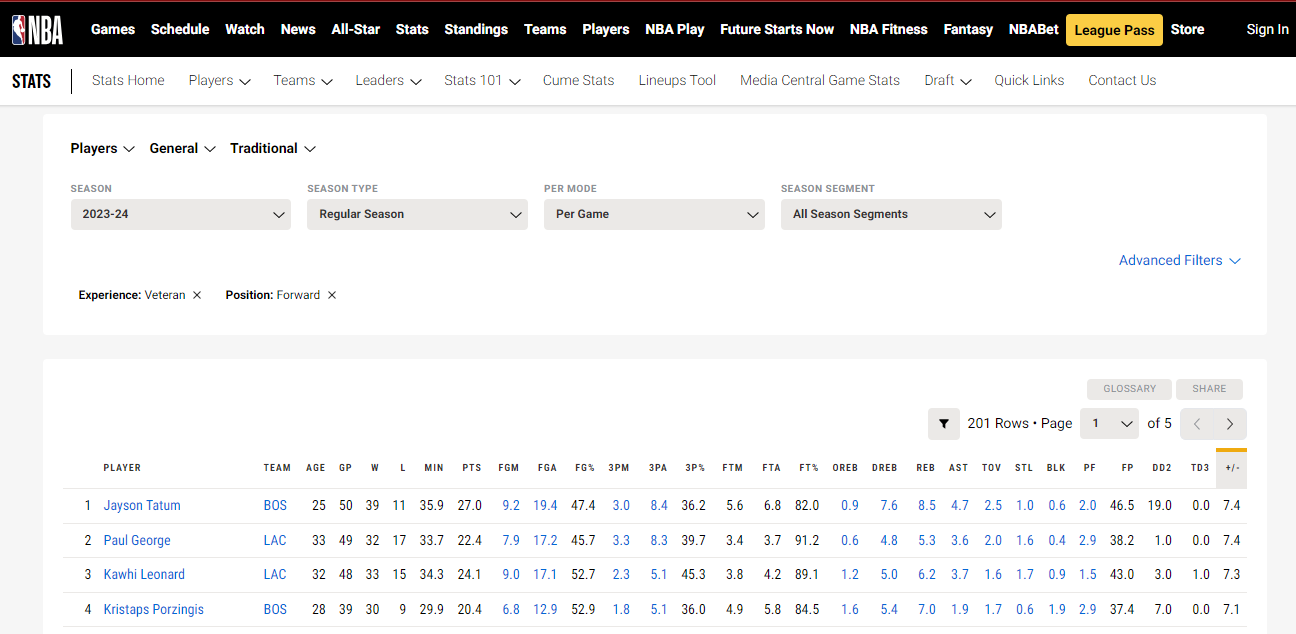 NBA Games Schedule Watch News All-Star Stats Standings Teams Players NBA Play Future Starts Now NBA Fitness Fantasy NBABet League Pass Store Sign In
STATS Stats Home Players Teams Leaders Stats 101 Cume Stats Lineups Tool Media Central Game Stats Draft Quick Links Contact Us
Players General Traditional
SEASON SEASON TYPE PER MODE SEASON SEGMENT
2023-24 Regular Season Per Game All Season Segments
Advanced Filters
Experience: Veteran ✕ Position: Forward ✕
GLOSSARY SHARE
201 Rows • Page 1 of 5
PLAYER TEAM AGE GP W L MIN PTS FGM FGA FG% 3PM 3PA 3P% FTM FTA FT% OREB DREB REB AST TOV STL BLK PF FP DD2 TD3 +/-
1 Jayson Tatum BOS 25 50 39 11 35.9 27.0 9.2 19.4 47.4 3.0 8.4 36.2 5.6 6.8 82.0 0.9 7.6 8.5 4.7 2.5 1.0 0.6 2.0 46.5 19.0 0.0 7.4
2 Paul George LAC 33 49 32 17 33.7 22.4 7.9 17.2 45.7 3.3 8.3 39.7 3.4 3.7 91.2 0.6 4.8 5.3 3.6 2.0 1.6 0.4 2.9 38.2 1.0 0.0 7.4
3 Kawhi Leonard LAC 32 48 33 15 34.3 24.1 9.0 17.1 52.7 2.3 5.1 45.3 3.8 4.2 89.1 1.2 5.0 6.2 3.7 1.6 1.7 0.9 1.5 43.0 3.0 1.0 7.3
4 Kristaps Porzingis BOS 28 39 30 9 29.9 20.4 6.8 12.9 52.9 1.8 5.1 36.0 4.9 5.8 84.5 1.6 5.4 7.0 1.9 1.7 0.6 1.9 2.9 37.4 7.0 0.0 7.1